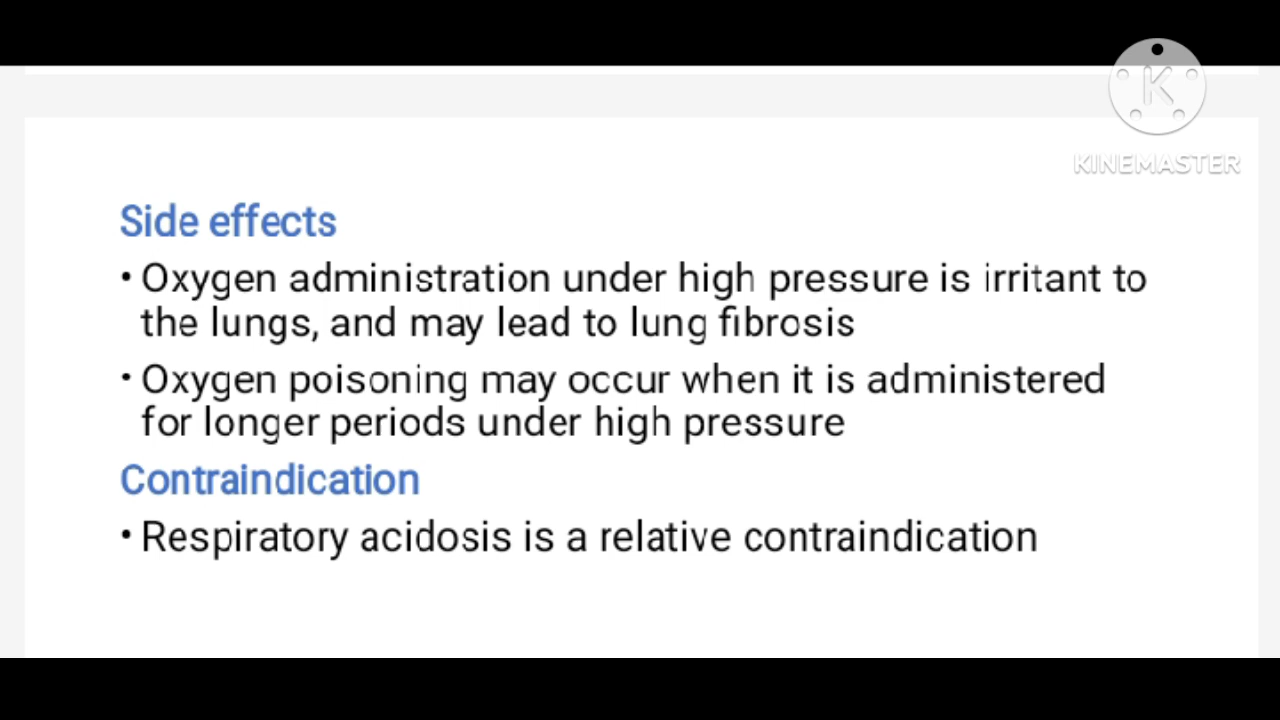 K
KINEMASTER
Side effects
• Oxygen administration under high pressure is irritant to
the lungs, and may lead to lung fibrosis
• Oxygen poisoning may occur when it is administered
for longer periods under high pressure
Contraindication
• Respiratory acidosis is a relative contraindication